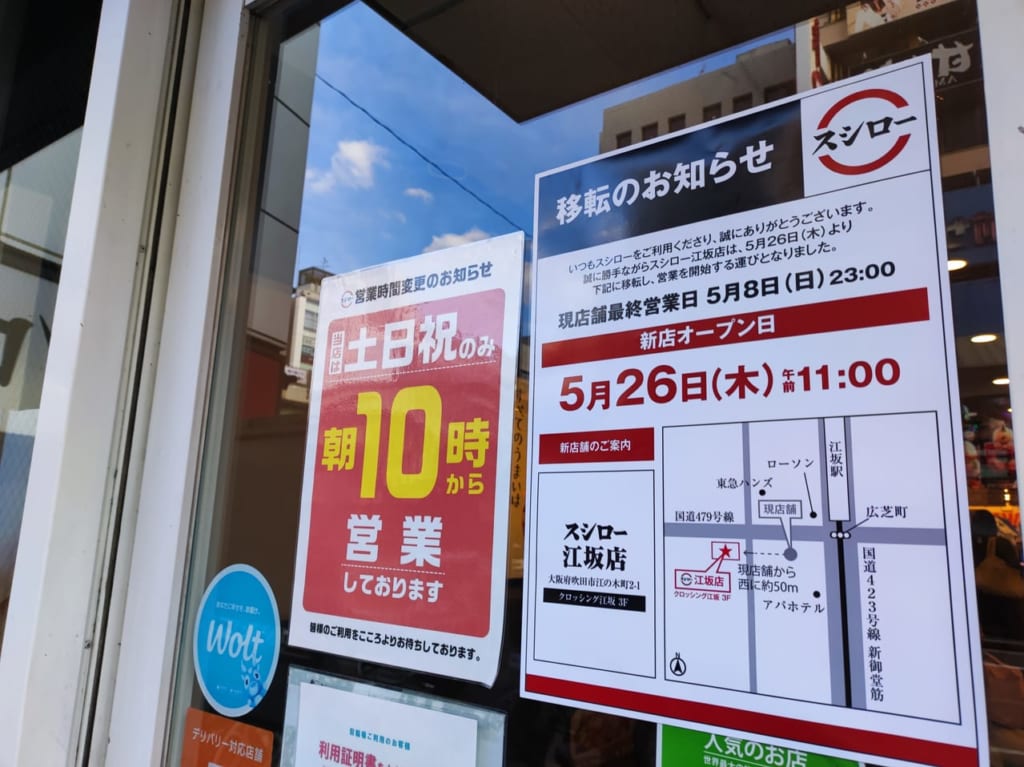 営業時間変更のお知らせ
当店は
土日祝のみ
朝10時から
営業
しております
皆様のご利用をこころよりお待ちしております。
Wolt
デリバリー対応店舗
利用証明書
移転のお知らせ
スシロー
いつもスシローをご利用くださり、誠にありがとうございます。
誠に勝手ながらスシロー江坂店は、5月26日(木)より
下記に移転し、営業を開始する運びとなりました。
現店舗最終営業日 5月8日(日) 23:00
新店オープン日
5月26日(木) 午前 11:00
新店舗のご案内
スシロー
江坂店
大阪府吹田市江の木町2-1
クロッシング江坂 3F
江坂駅
ローソン
東急ハンズ
現店舗
国道479号線
広芝町
江坂店
クロッシング江坂 3F
現店舗から
西に約50m
アパホテル
国道423号線 新御堂筋
N
人気のお店